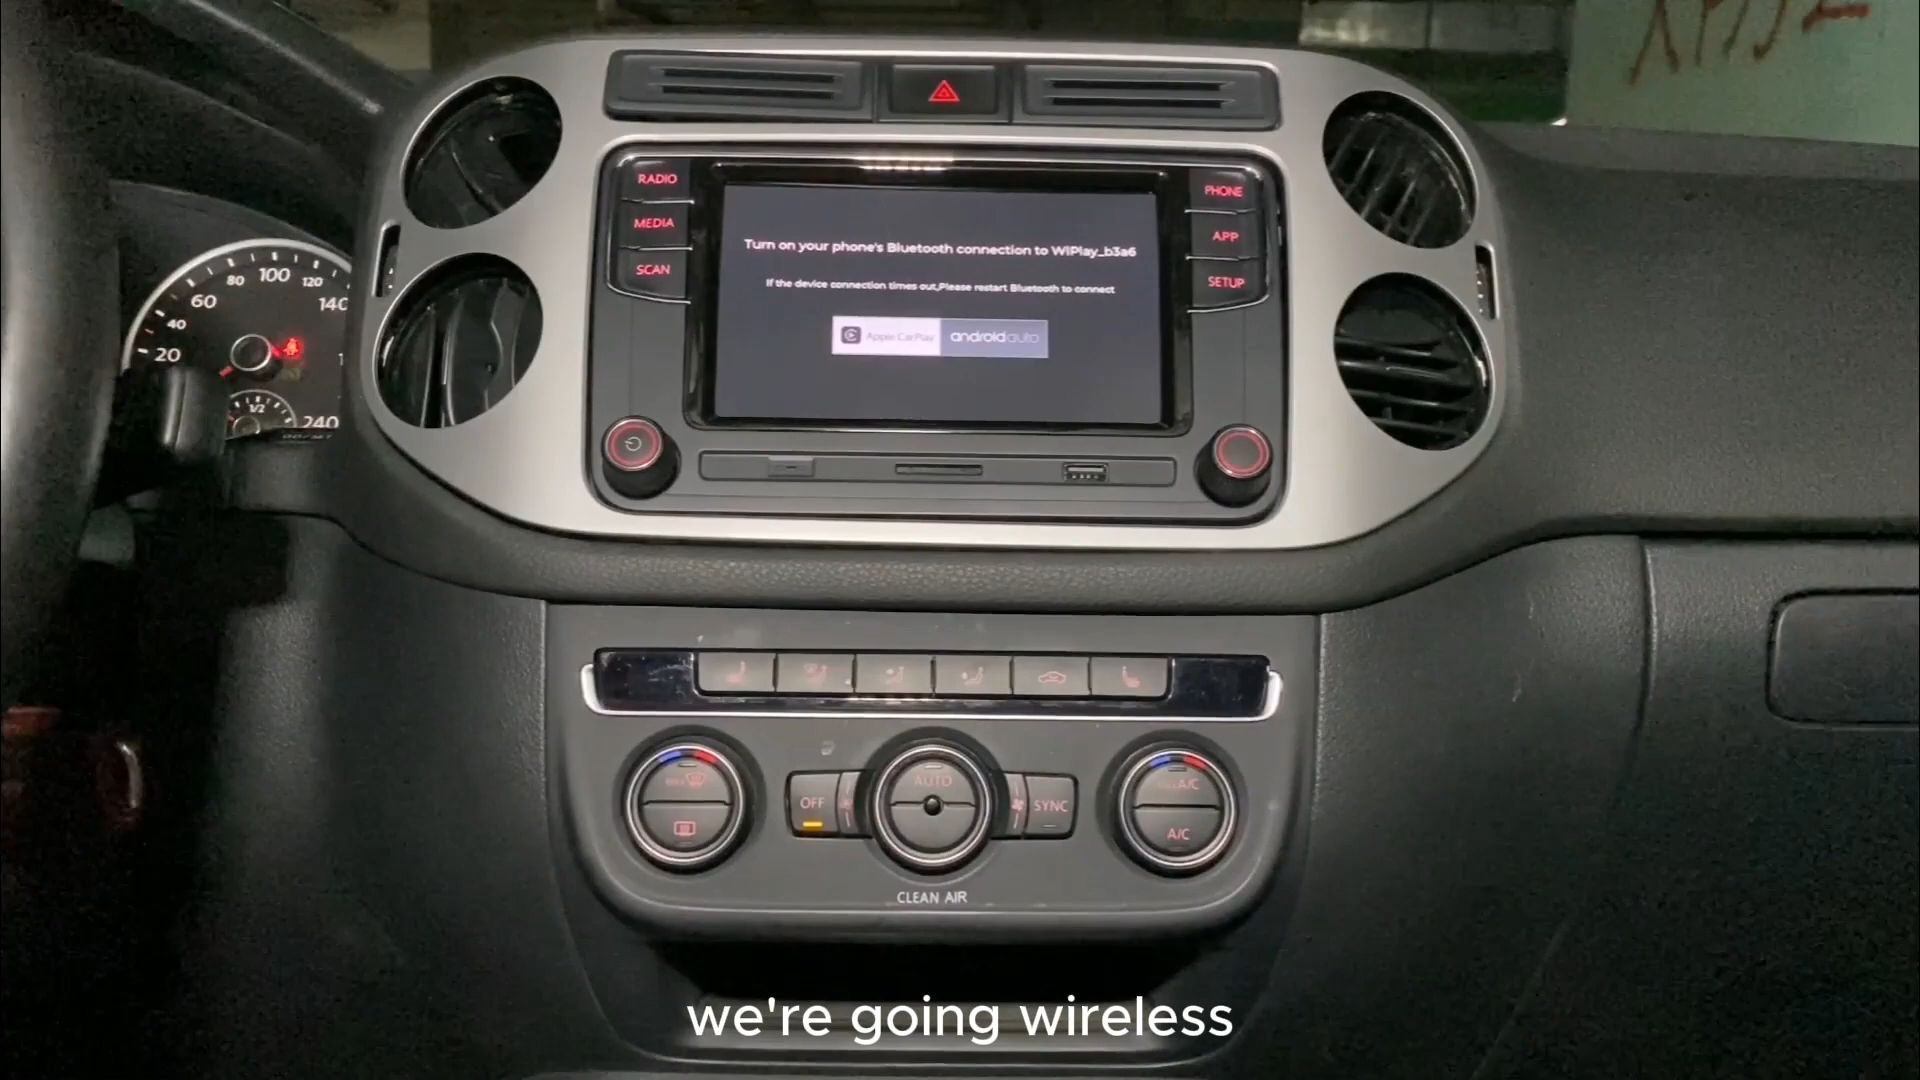 RADIO
MEDIA
SCAN
PHONE
APP
SETUP
Turn on your phone's Bluetooth connection to WiPlay_b3a6
If the device connection times out,Please restart Bluetooth to connect
Apple CarPlay
androidauto
20
40
60
80
100
120
140
240
1/2
OFF
AUTO
SYNC
A/C
A/C
CLEAN AIR
we're going wireless